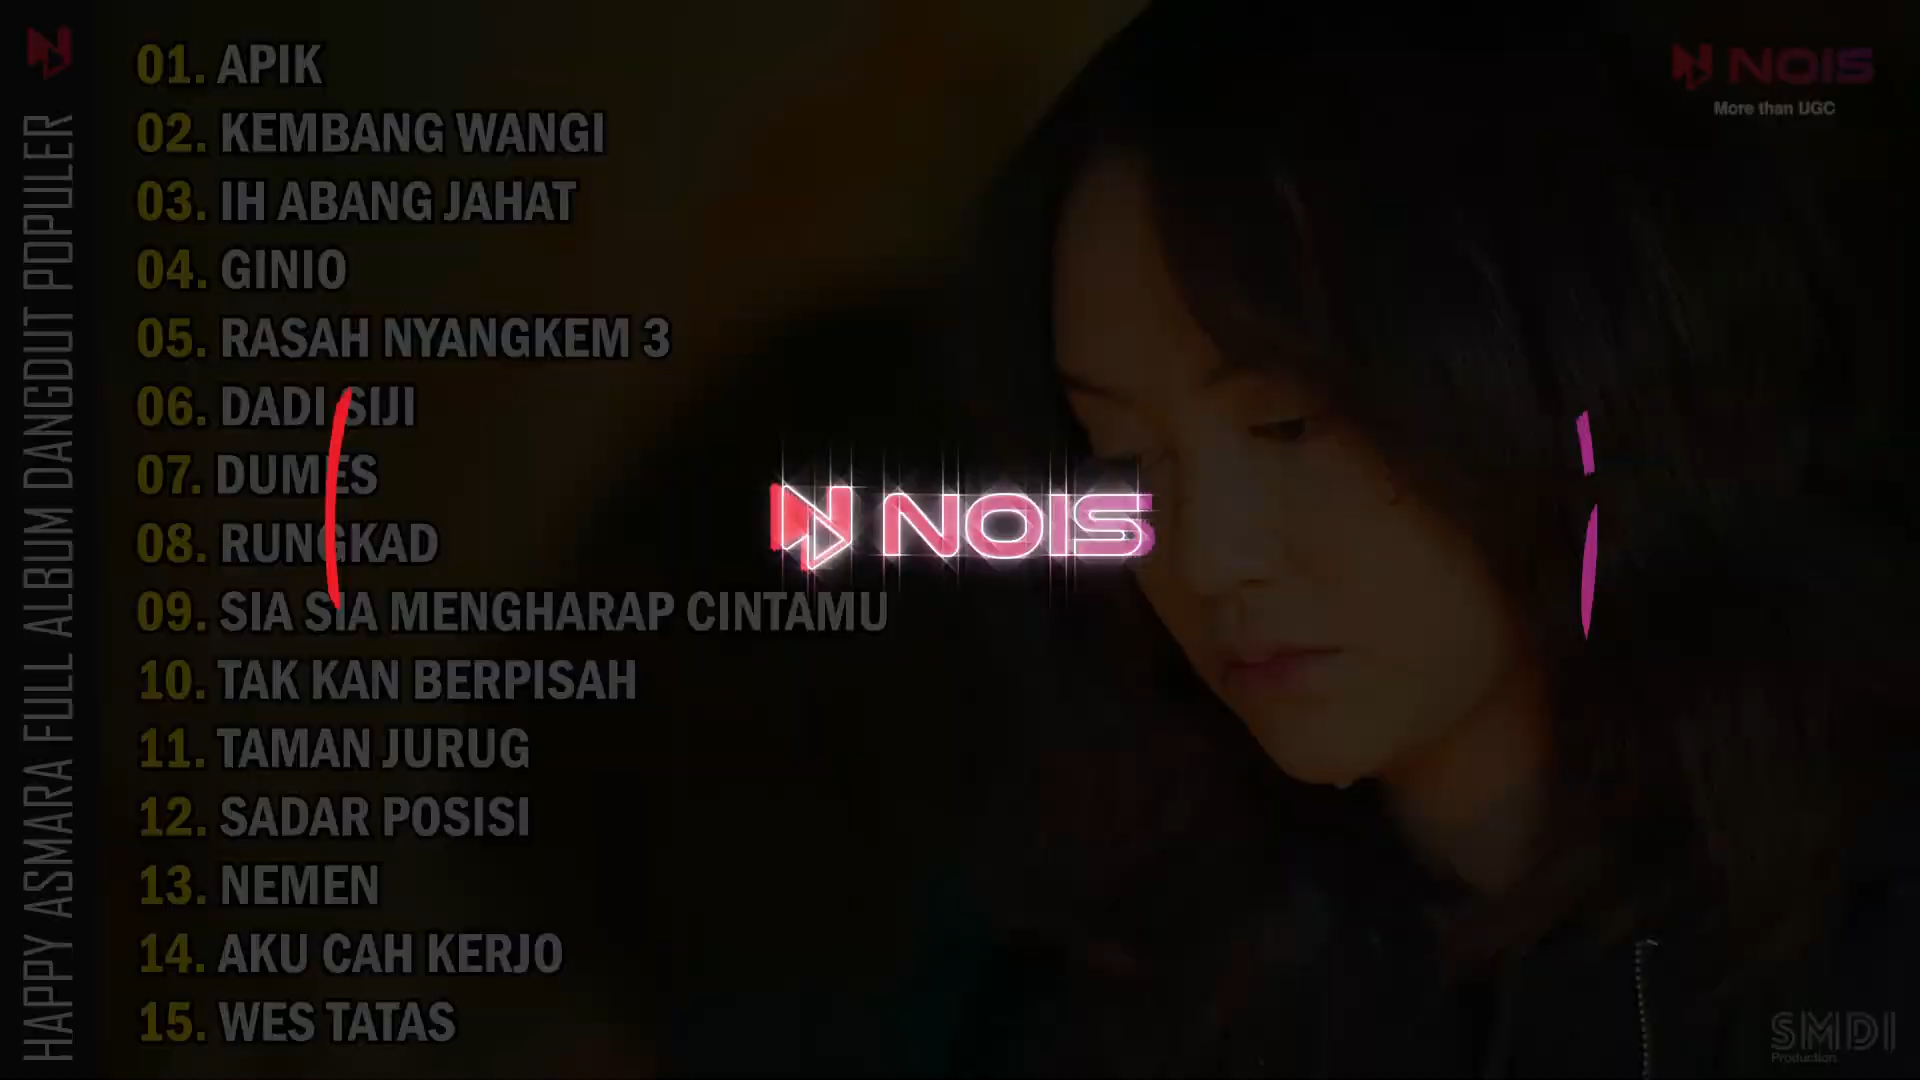 HAPPY ASMARA FULL ALBUM DANGDUT POPULER
01. APIK
02. KEMBANG WANGI
03. IH ABANG JAHAT
04. GINIO
05. RASAH NYANGKEM 3
06. DADI SIJI
07. DUMES
08. RUNGKAD
09. SIA SIA MENGHARAP CINTAMU
10. TAK KAN BERPISAH
11. TAMAN JURUG
12. SADAR POSISI
13. NEMEN
14. AKU CAH KERJO
15. WES TATAS
NOIS
NOIS
More than UGC
SMDI
Production